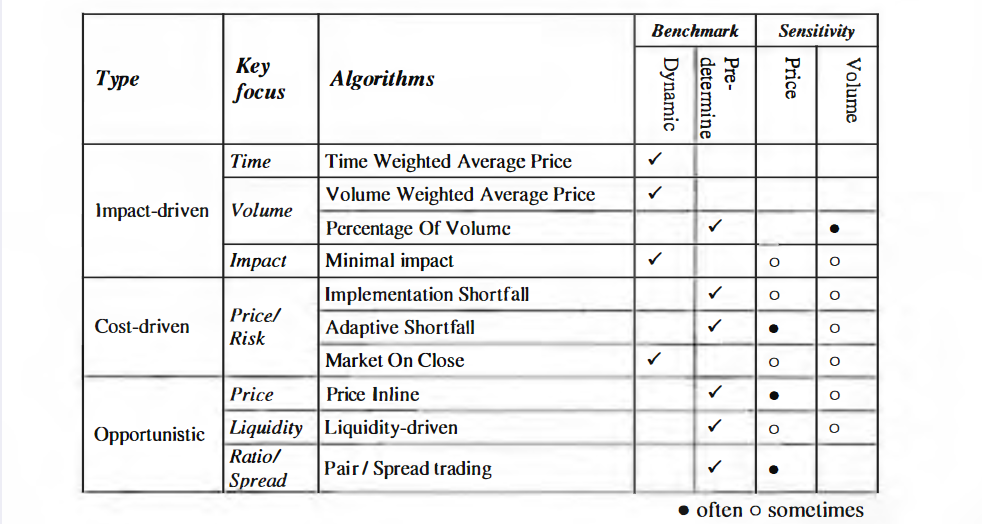 Type Key focus Algorithms Benchmark Sensitivity
Dynamic Pre-determine Price Volume
Impact-driven Time Time Weighted Average Price ✓
Volume Volume Weighted Average Price ✓
Percentage Of Volume ✓ ●
Impact Minimal impact ✓ o o
Cost-driven Price/ Risk Implementation Shortfall ✓ o o
Adaptive Shortfall ✓ ● o
Market On Close ✓ o o
Opportunistic Price Price Inline ✓ ● o
Liquidity Liquidity-driven ✓ o o
Ratio/ Spread Pair / Spread trading ✓ ●
● often o sometimes